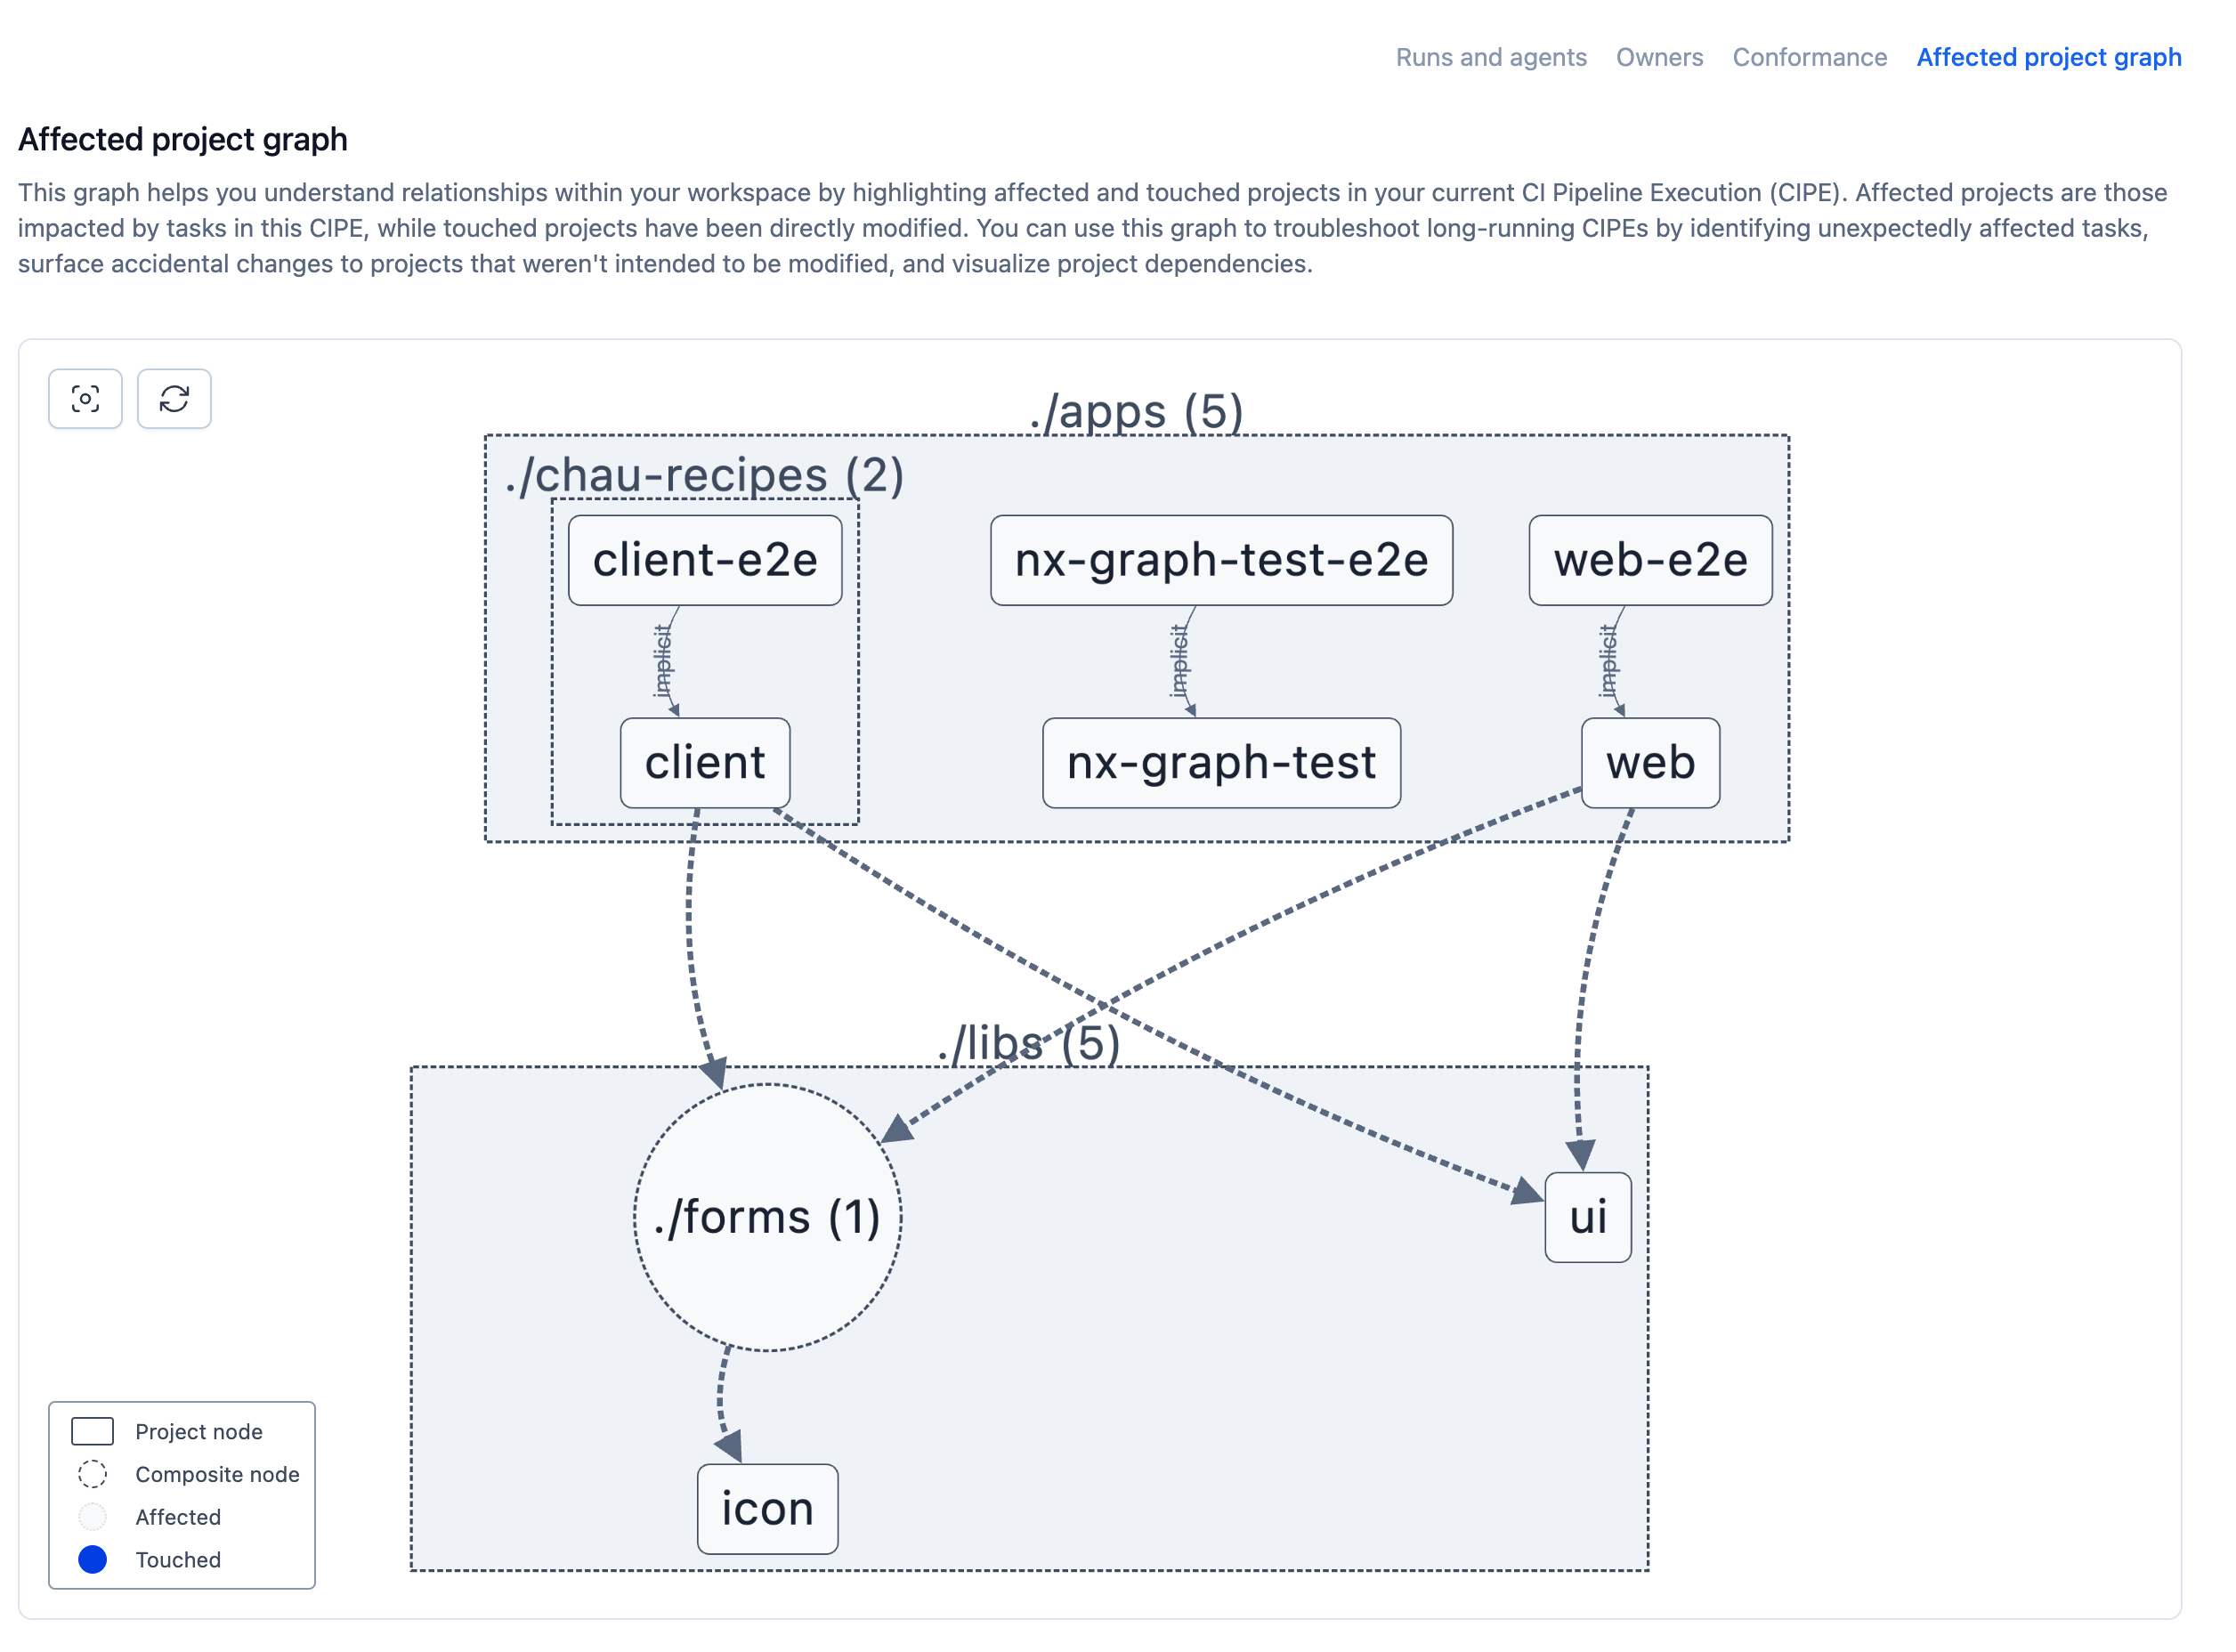 Runs and agents
Owners
Conformance
Affected project graph
Affected project graph
This graph helps you understand relationships within your workspace by highlighting affected and touched projects in your current CI Pipeline Execution (CIPE). Affected projects are those
impacted by tasks in this CIPE, while touched projects have been directly modified. You can use this graph to troubleshoot long-running CIPEs by identifying unexpectedly affected tasks,
surface accidental changes to projects that weren't intended to be modified, and visualize project dependencies.
./apps (5)
./chau-recipes (2)
client-e2e
nx-graph-test-e2e
web-e2e
implicit
implicit
implicit
client
nx-graph-test
web
./libs (5)
./forms (1)
ui
icon
Project node
Composite node
Affected
Touched